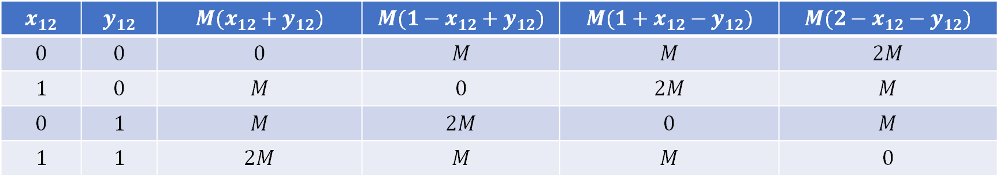 x₁₂ y₁₂ M(x₁₂ + y₁₂) M(1 − x₁₂ + y₁₂) M(1 + x₁₂ − y₁₂) M(2 − x₁₂ − y₁₂)
0 0 0 M M 2M
1 0 M 0 2M M
0 1 M 2M 0 M
1 1 2M M M 0